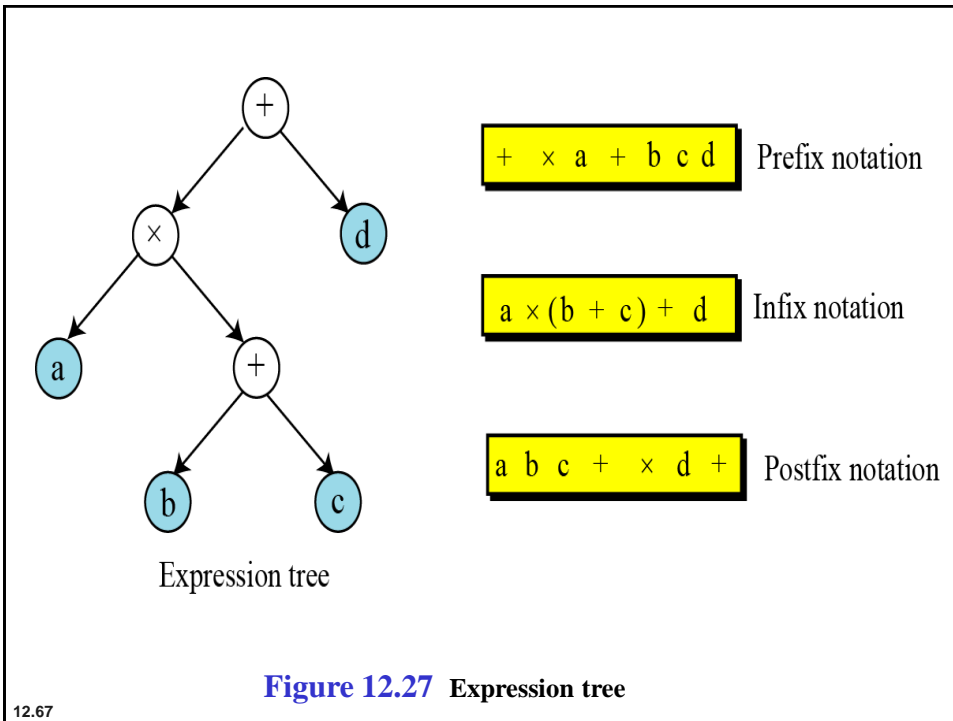 +
×
d
a
+
b
c
Expression tree
+ × a + b c d
Prefix notation
a × (b + c) + d
Infix notation
a b c + × d +
Postfix notation
Figure 12.27 Expression tree
12.67